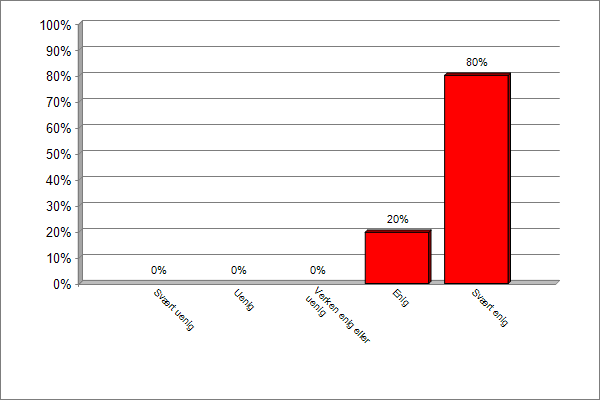 100%
90%
80%
70%
60%
50%
40%
30%
20%
10%
0%
0%
0%
0%
20%
80%
Svært uenig
Uenig
Verken enig eller
uenig
Enig
Svært enig